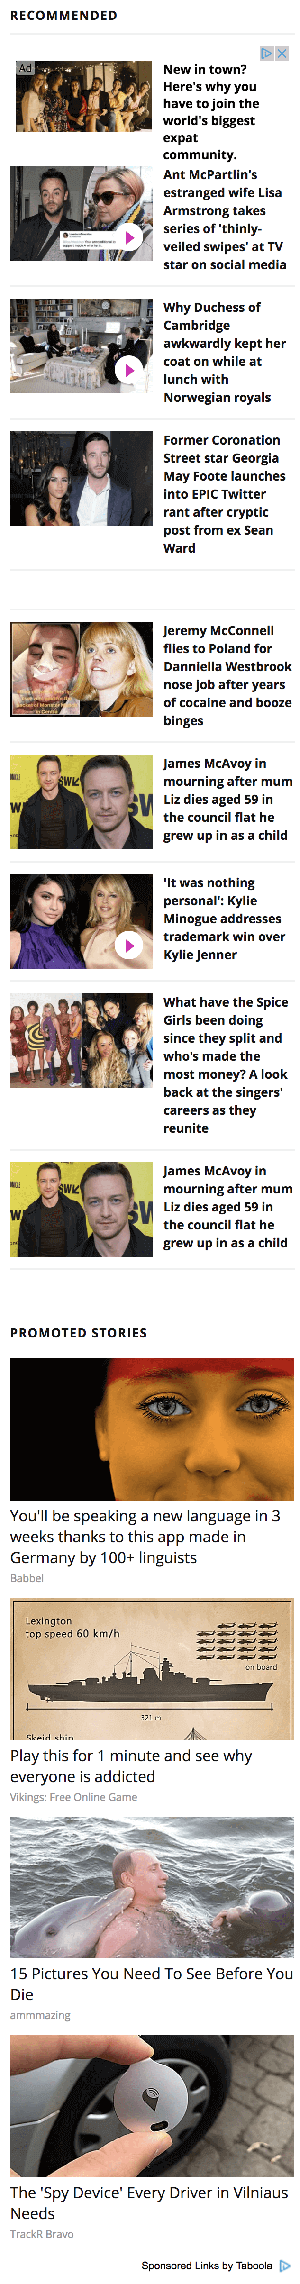 RECOMMENDED
Ad
New in town?
Here's why you
have to join the
world's biggest
expat
community.
Ant McPartlin's
estranged wife Lisa
Armstrong takes
series of 'thinly-
veiled swipes' at TV
star on social media
Why Duchess of
Cambridge
awkwardly kept her
coat on while at
lunch with
Norwegian royals
Former Coronation
Street star Georgia
May Foote launches
into EPIC Twitter
rant after cryptic
post from ex Sean
Ward
Jeremy McConnell
flies to Poland for
Danniella Westbrook
nose job after years
of cocaine and booze
binges
James McAvoy in
mourning after mum
Liz dies aged 59 in
the council flat he
grew up in as a child
'It was nothing
personal': Kylie
Minogue addresses
trademark win over
Kylie Jenner
What have the Spice
Girls been doing
since they split and
who's made the
most money? A look
back at the singers'
careers as they
reunite
James McAvoy in
mourning after mum
Liz dies aged 59 in
the council flat he
grew up in as a child
PROMOTED STORIES
You'll be speaking a new language in 3
weeks thanks to this app made in
Germany by 100+ linguists
Babbel
Lexington
top speed 60 km/h
on board
321 m
Skeid ship
Play this for 1 minute and see why
everyone is addicted
Vikings: Free Online Game
15 Pictures You Need To See Before You
Die
ammmazing
The 'Spy Device' Every Driver in Vilniaus
Needs
TrackR Bravo
Sponsored Links by Taboola